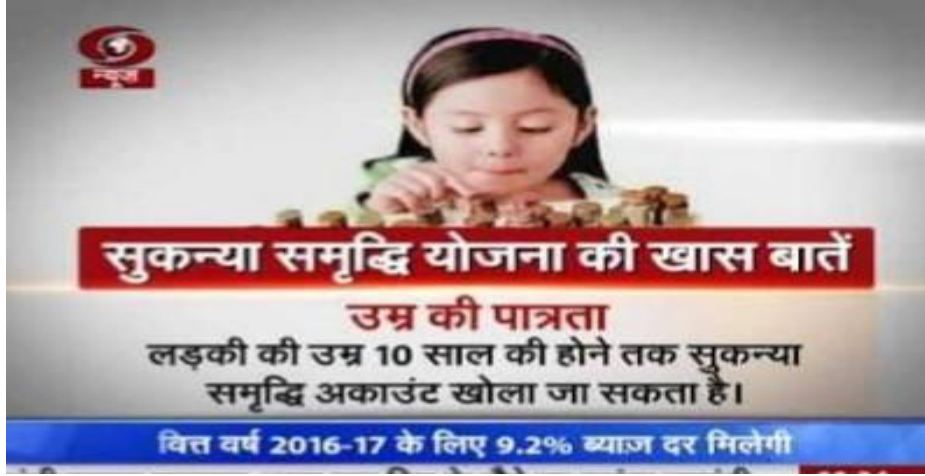 न्यूज़
सुकन्या समृद्धि योजना की खास बातें
उम्र की पात्रता
लड़की की उम्र 10 साल की होने तक सुकन्या
समृद्धि अकाउंट खोला जा सकता है।
वित्त वर्ष 2016-17 के लिए 9.2% ब्याज दर मिलेगी